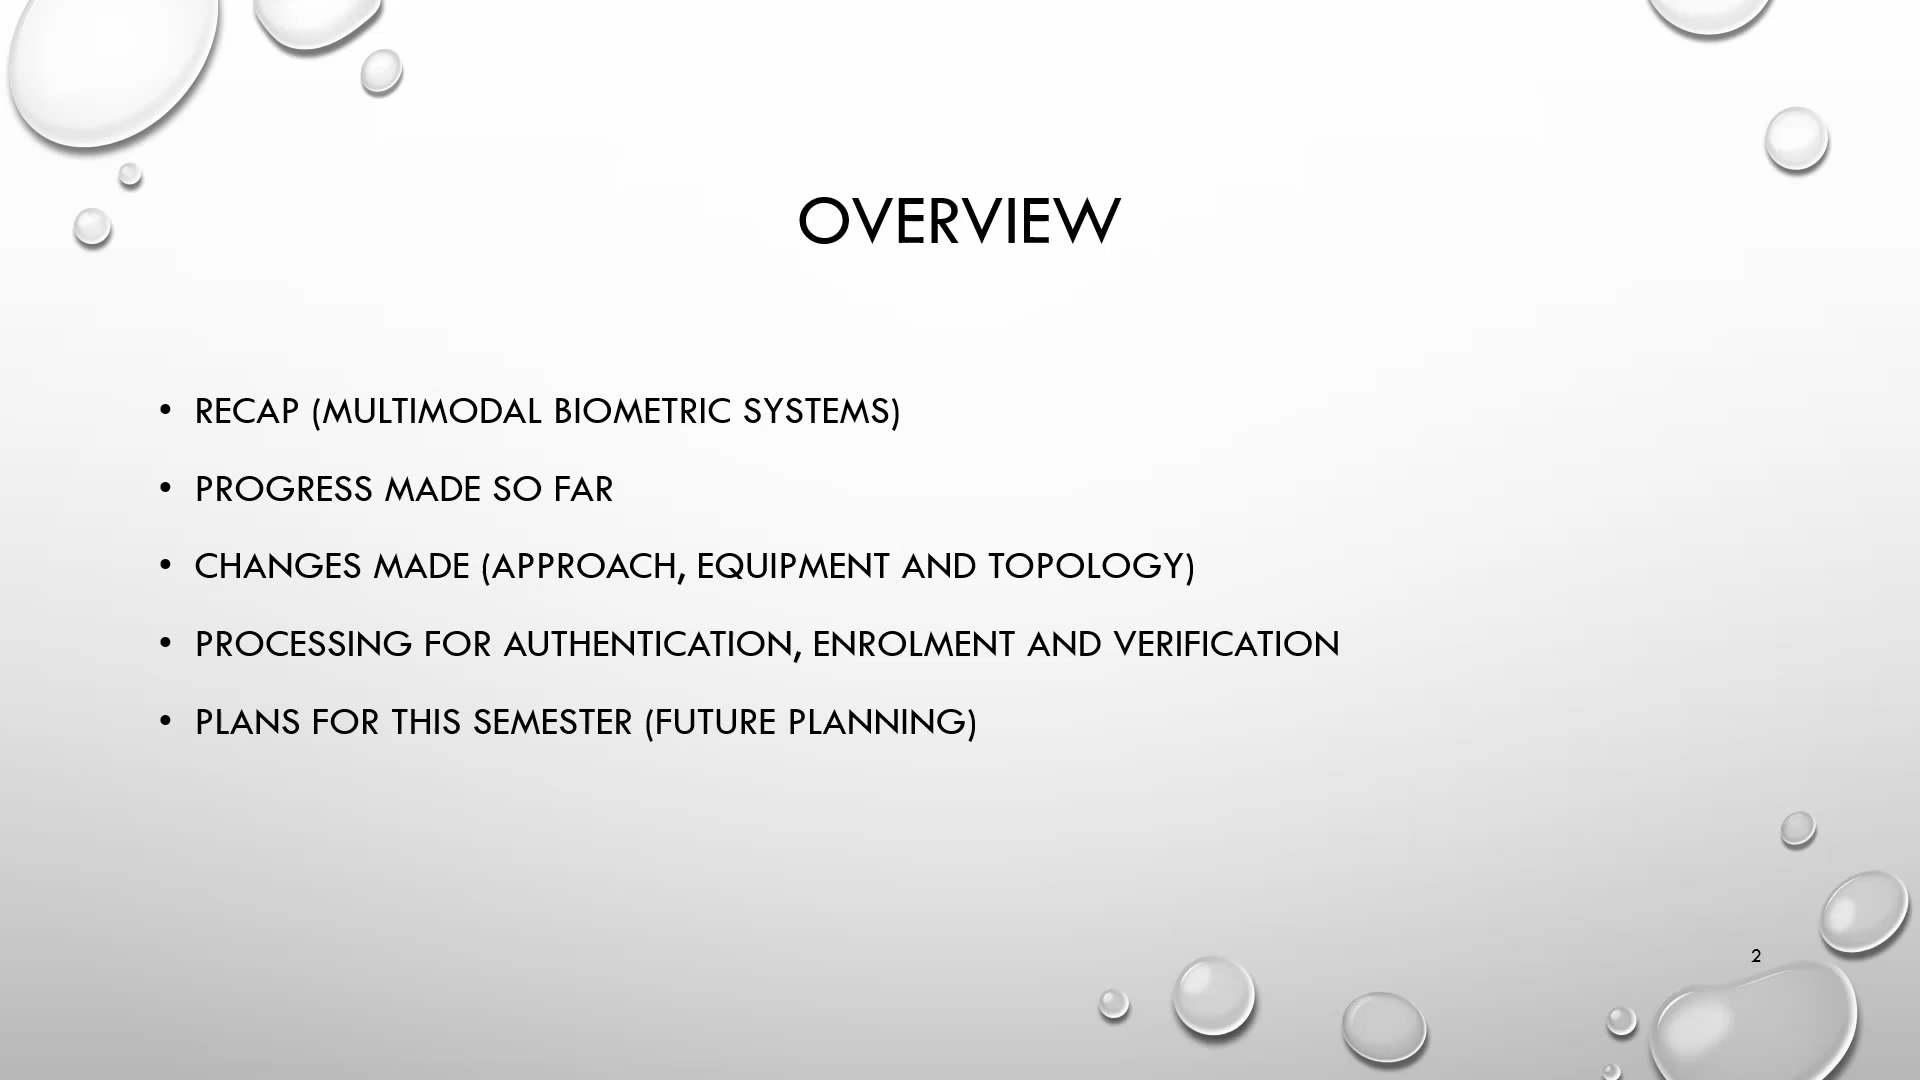 OVERVIEW
• RECAP (MULTIMODAL BIOMETRIC SYSTEMS)
• PROGRESS MADE SO FAR
• CHANGES MADE (APPROACH, EQUIPMENT AND TOPOLOGY)
• PROCESSING FOR AUTHENTICATION, ENROLMENT AND VERIFICATION
• PLANS FOR THIS SEMESTER (FUTURE PLANNING)
2